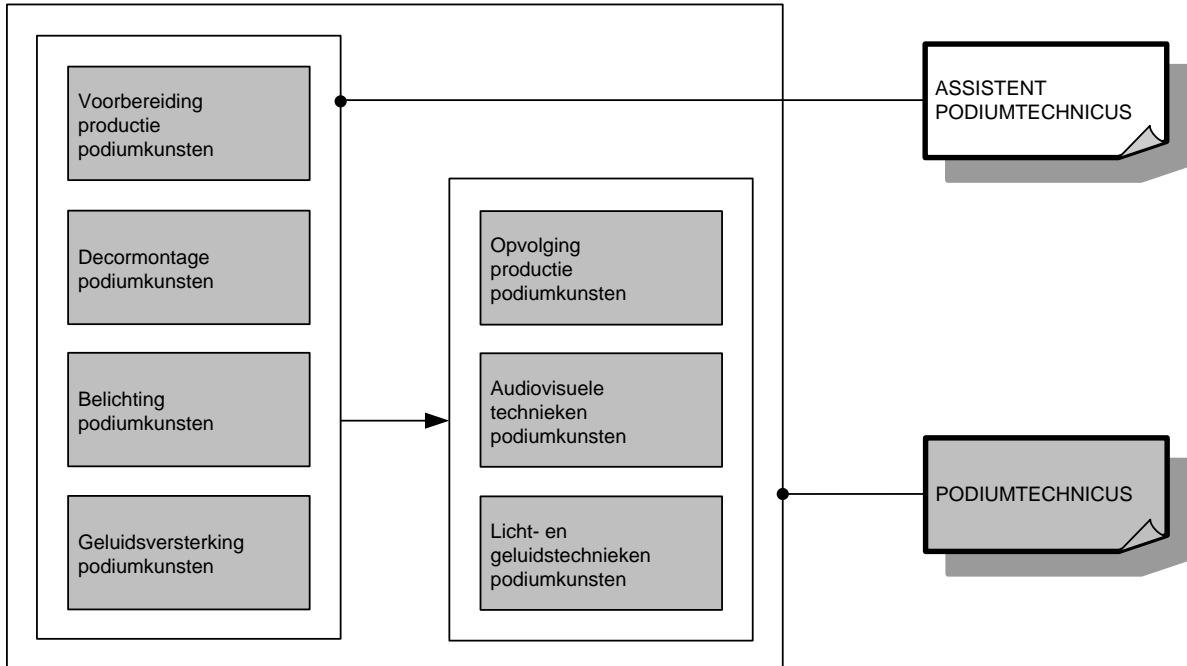 Voorbereiding
productie
podiumkunsten
Decormontage
podiumkunsten
Belichting
podiumkunsten
Geluidsversterking
podiumkunsten
Opvolging
productie
podiumkunsten
Audiovisuele
technieken
podiumkunsten
Licht- en
geluidstechnieken
podiumkunsten
ASSISTENT
PODIUMTECHNICUS
PODIUMTECHNICUS